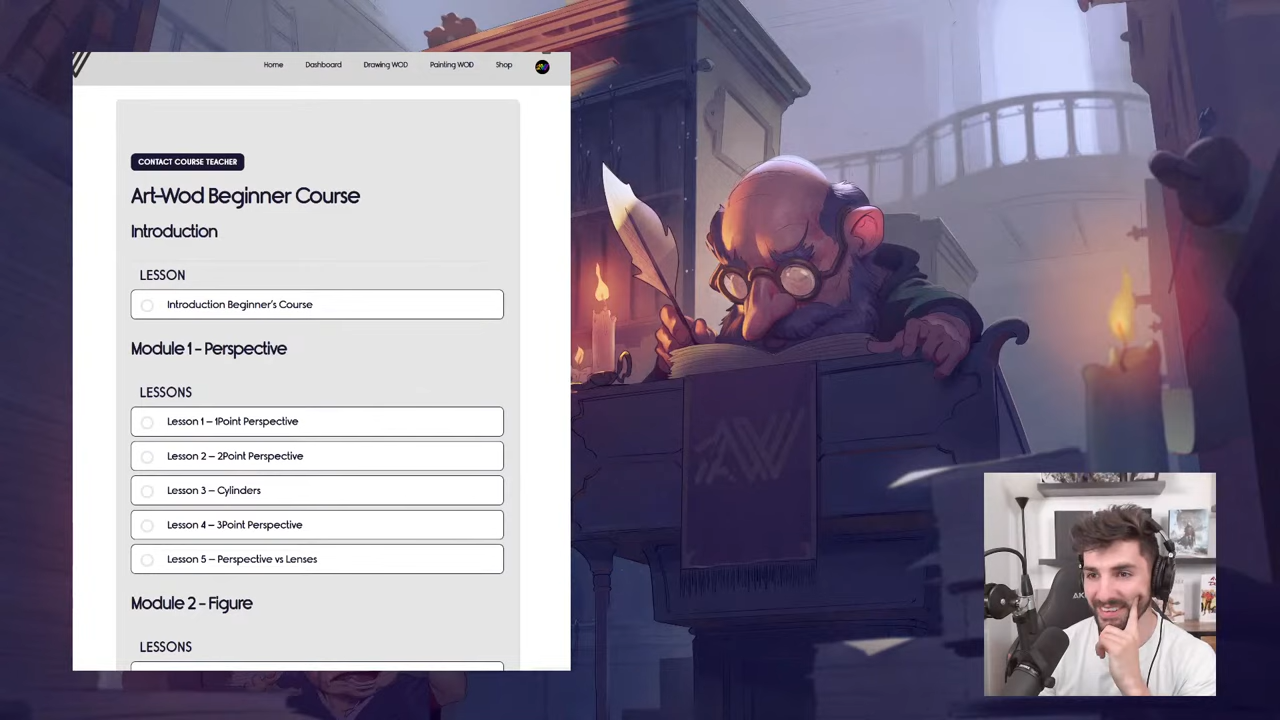 Home Dashboard Drawing WOD Painting WOD Shop
CONTACT COURSE TEACHER
Art-Wod Beginner Course
Introduction
LESSON
Introduction Beginner's Course
Module 1 - Perspective
LESSONS
Lesson 1 – 1Point Perspective
Lesson 2 – 2Point Perspective
Lesson 3 – Cylinders
Lesson 4 – 3Point Perspective
Lesson 5 – Perspective vs Lenses
Module 2 - Figure
LESSONS
AW